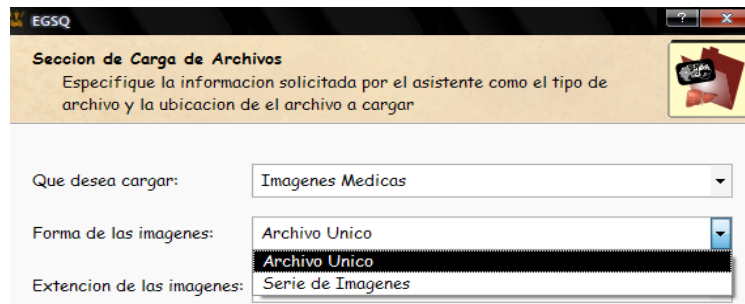 EGSQ
Seccion de Carga de Archivos
Especifique la informacion solicitada por el asistente como el tipo de
archivo y la ubicacion de el archivo a cargar
Que desea cargar: Imagenes Medicas
Forma de las imagenes: Archivo Unico
Archivo Unico
Extencion de las imagenes: Serie de Imagenes